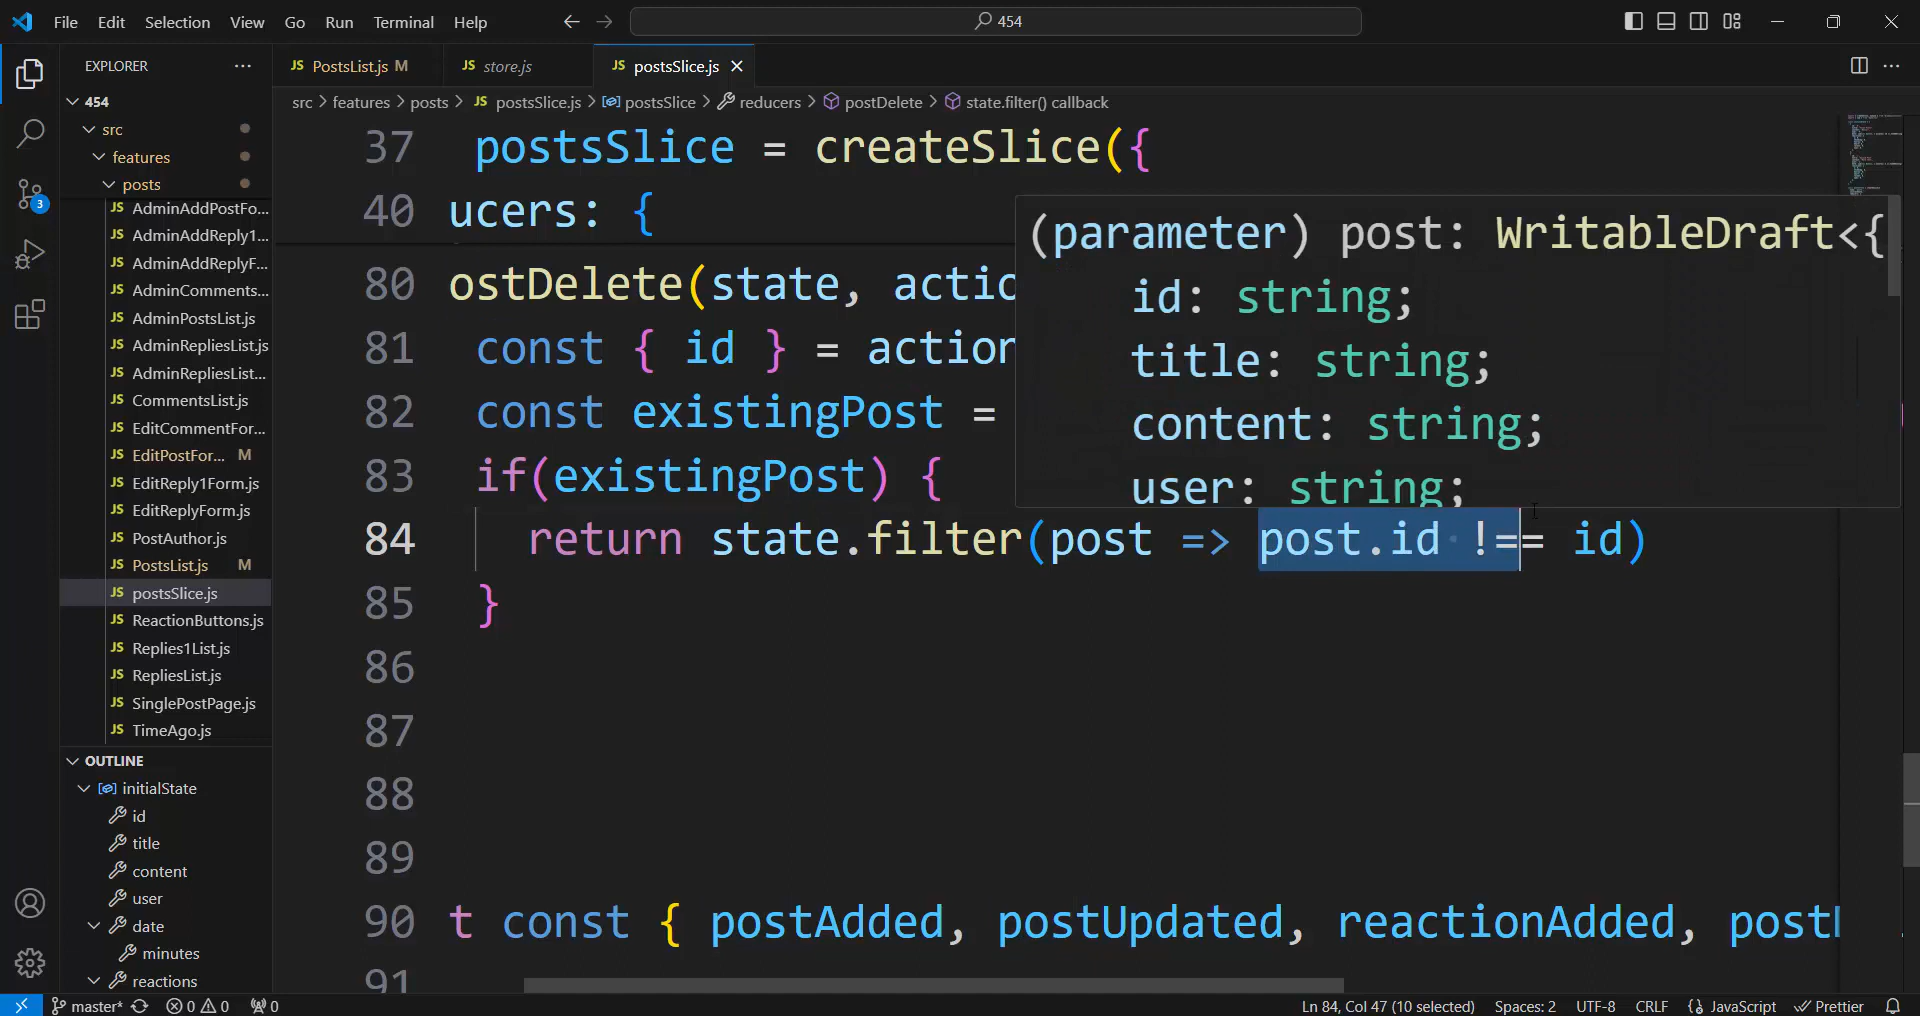 File Edit Selection View Go Run Terminal Help
454
EXPLORER
454
src
features
posts
AdminAddPostFo...
AdminAddReply1...
AdminAddReplyF...
AdminComments...
AdminPostsList.js
AdminRepliesList.js
AdminRepliesList...
CommentsList.js
EditCommentFor...
EditPostFor... M
EditReply1Form.js
EditReplyForm.js
PostAuthor.js
PostsList.js M
postsSlice.js
ReactionButtons.js
Replies1List.js
RepliesList.js
SinglePostPage.js
TimeAgo.js
OUTLINE
initialState
id
title
content
user
date
minutes
reactions
3
PostsList.js M
store.js
postsSlice.js
src > features > posts > JS postsSlice.js > postsSlice > reducers > postDelete > state.filter() callback
37 postsSlice = createSlice({
40 ucers: {
80 ostDelete(state, actio
81 const { id } = action
82 const existingPost =
83 if(existingPost) {
84 return state.filter(post => post.id !== id)
85 }
86
87
88
89
90 t const { postAdded, postUpdated, reactionAdded, post
91
(parameter) post: WritableDraft<{
id: string;
title: string;
content: string;
user: string;
master* 0 0 0
Ln 84, Col 47 (10 selected) Spaces: 2 UTF-8 CRLF {} JavaScript Prettier